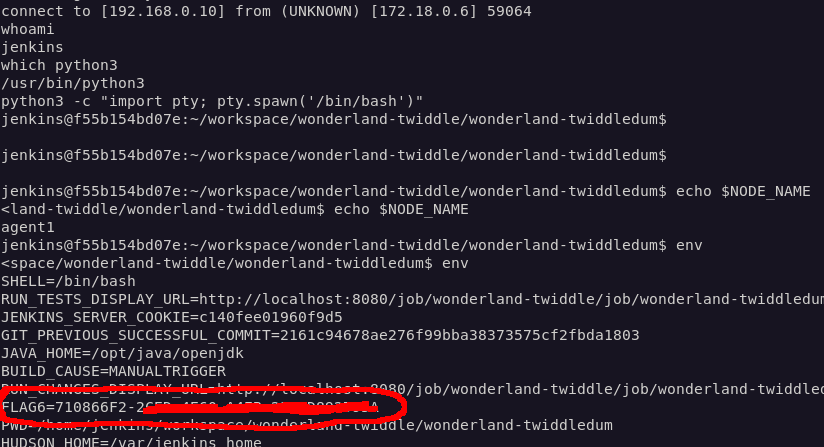 connect to [192.168.0.10] from (UNKNOWN) [172.18.0.6] 59064
whoami
jenkins
which python3
/usr/bin/python3
python3 -c "import pty; pty.spawn('/bin/bash')"
jenkins@f55b154bd07e:~/workspace/wonderland-twiddle/wonderland-twiddledum$
jenkins@f55b154bd07e:~/workspace/wonderland-twiddle/wonderland-twiddledum$
jenkins@f55b154bd07e:~/workspace/wonderland-twiddle/wonderland-twiddledum$ echo $NODE_NAME
<land-twiddle/wonderland-twiddledum$ echo $NODE_NAME
agent1
jenkins@f55b154bd07e:~/workspace/wonderland-twiddle/wonderland-twiddledum$ env
<space/wonderland-twiddle/wonderland-twiddledum$ env
SHELL=/bin/bash
RUN_TESTS_DISPLAY_URL=http://localhost:8080/job/wonderland-twiddle/job/wonderland-twiddledum
JENKINS_SERVER_COOKIE=c140fee01960f9d5
GIT_PREVIOUS_SUCCESSFUL_COMMIT=2161c94678ae276f99bba38373575cf2fbda1803
JAVA_HOME=/opt/java/openjdk
BUILD_CAUSE=MANUALTRIGGER
RUN_CHANGES_DISPLAY_URL=http://localhost:8080/job/wonderland-twiddle/job/wonderland-twiddled
FLAG6=710866F2-
PWD=/home/jenkins/workspace/wonderland-twiddle/wonderland-twiddledum
HUDSON_HOME=/var/jenkins_home